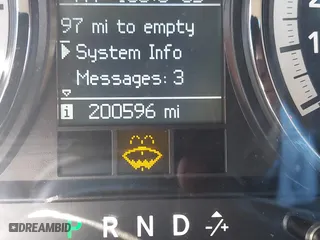 97 mi to empty
System Info
Messages: 3
200596 mi
P R N D -/+
DREAMBID